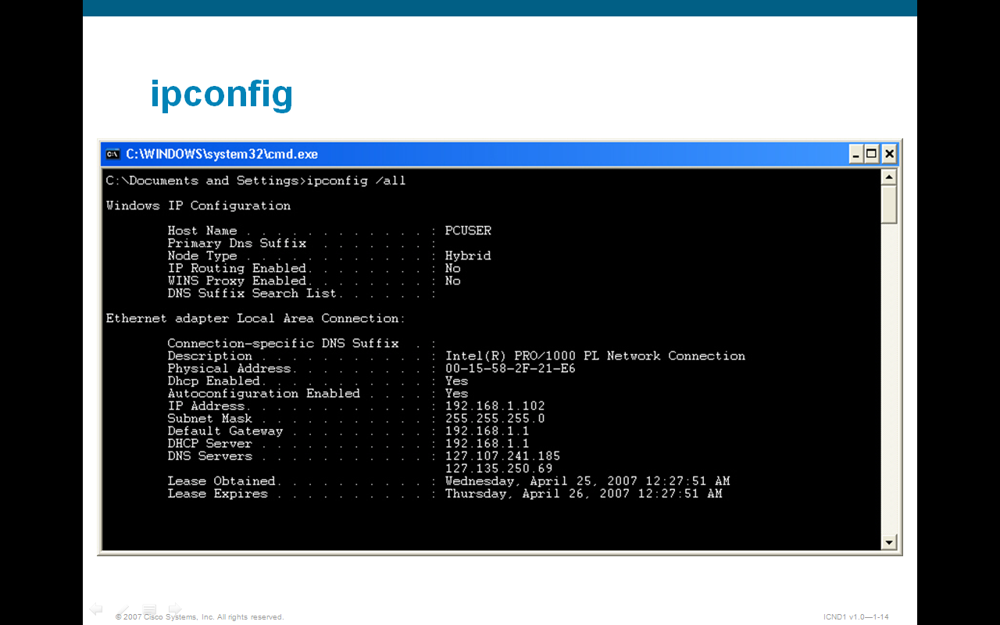 ipconfig
C:\WINDOWS\system32\cmd.exe
C:\Documents and Settings>ipconfig /all
Windows IP Configuration
Host Name . . . . . . . . . . . . : PCUSER
Primary Dns Suffix . . . . . . . :
Node Type . . . . . . . . . . . . : Hybrid
IP Routing Enabled. . . . . . . . : No
WINS Proxy Enabled. . . . . . . . : No
DNS Suffix Search List. . . . . . :
Ethernet adapter Local Area Connection:
Connection-specific DNS Suffix . :
Description . . . . . . . . . . . : Intel(R) PRO/1000 PL Network Connection
Physical Address. . . . . . . . . : 00-15-58-2F-21-E6
Dhcp Enabled. . . . . . . . . . . : Yes
Autoconfiguration Enabled . . . . : Yes
IP Address. . . . . . . . . . . . : 192.168.1.102
Subnet Mask . . . . . . . . . . . : 255.255.255.0
Default Gateway . . . . . . . . . : 192.168.1.1
DHCP Server . . . . . . . . . . . : 192.168.1.1
DNS Servers . . . . . . . . . . . : 127.107.241.185
127.135.250.69
Lease Obtained. . . . . . . . . . : Wednesday, April 25, 2007 12:27:51 AM
Lease Expires . . . . . . . . . . : Thursday, April 26, 2007 12:27:51 AM
© 2007 Cisco Systems, Inc. All rights reserved.
ICND1 v1.0—1-14